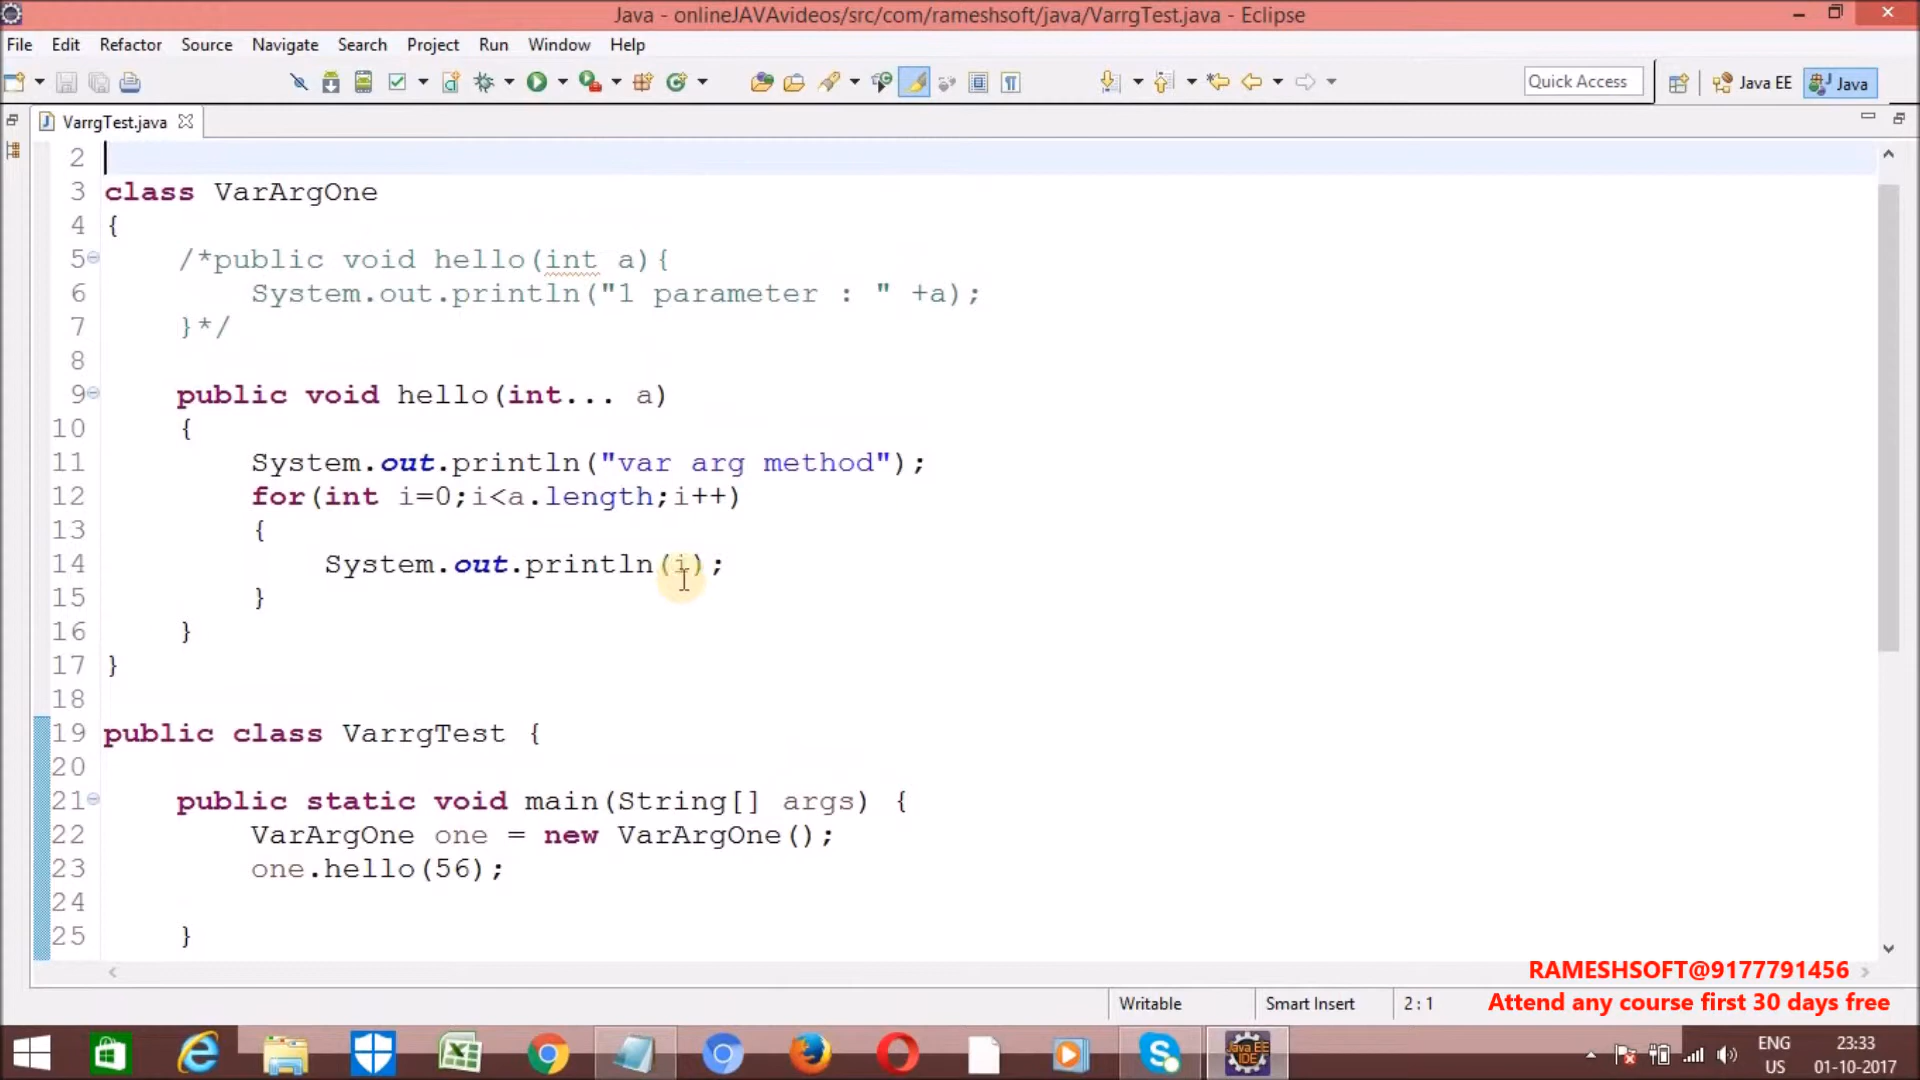 Java - onlineJAVAvideos/src/com/rameshsoft/java/VarrgTest.java - Eclipse
File Edit Refactor Source Navigate Search Project Run Window Help
Quick Access Java EE Java
VarrgTest.java
2
3 class VarArgOne
4 {
5 /*public void hello(int a){
6 System.out.println("1 parameter : " +a);
7 }*/
8
9 public void hello(int... a)
10 {
11 System.out.println("var arg method");
12 for(int i=0;i<a.length;i++)
13 {
14 System.out.println(i);
15 }
16 }
17 }
18
19 public class VarrgTest {
20
21 public static void main(String[] args) {
22 VarArgOne one = new VarArgOne();
23 one.hello(56);
24
25 }
RAMESHSOFT@9177791456
Writable Smart Insert 2 : 1 Attend any course first 30 days free
Java EE IDE
ENG 23:33
US 01-10-2017